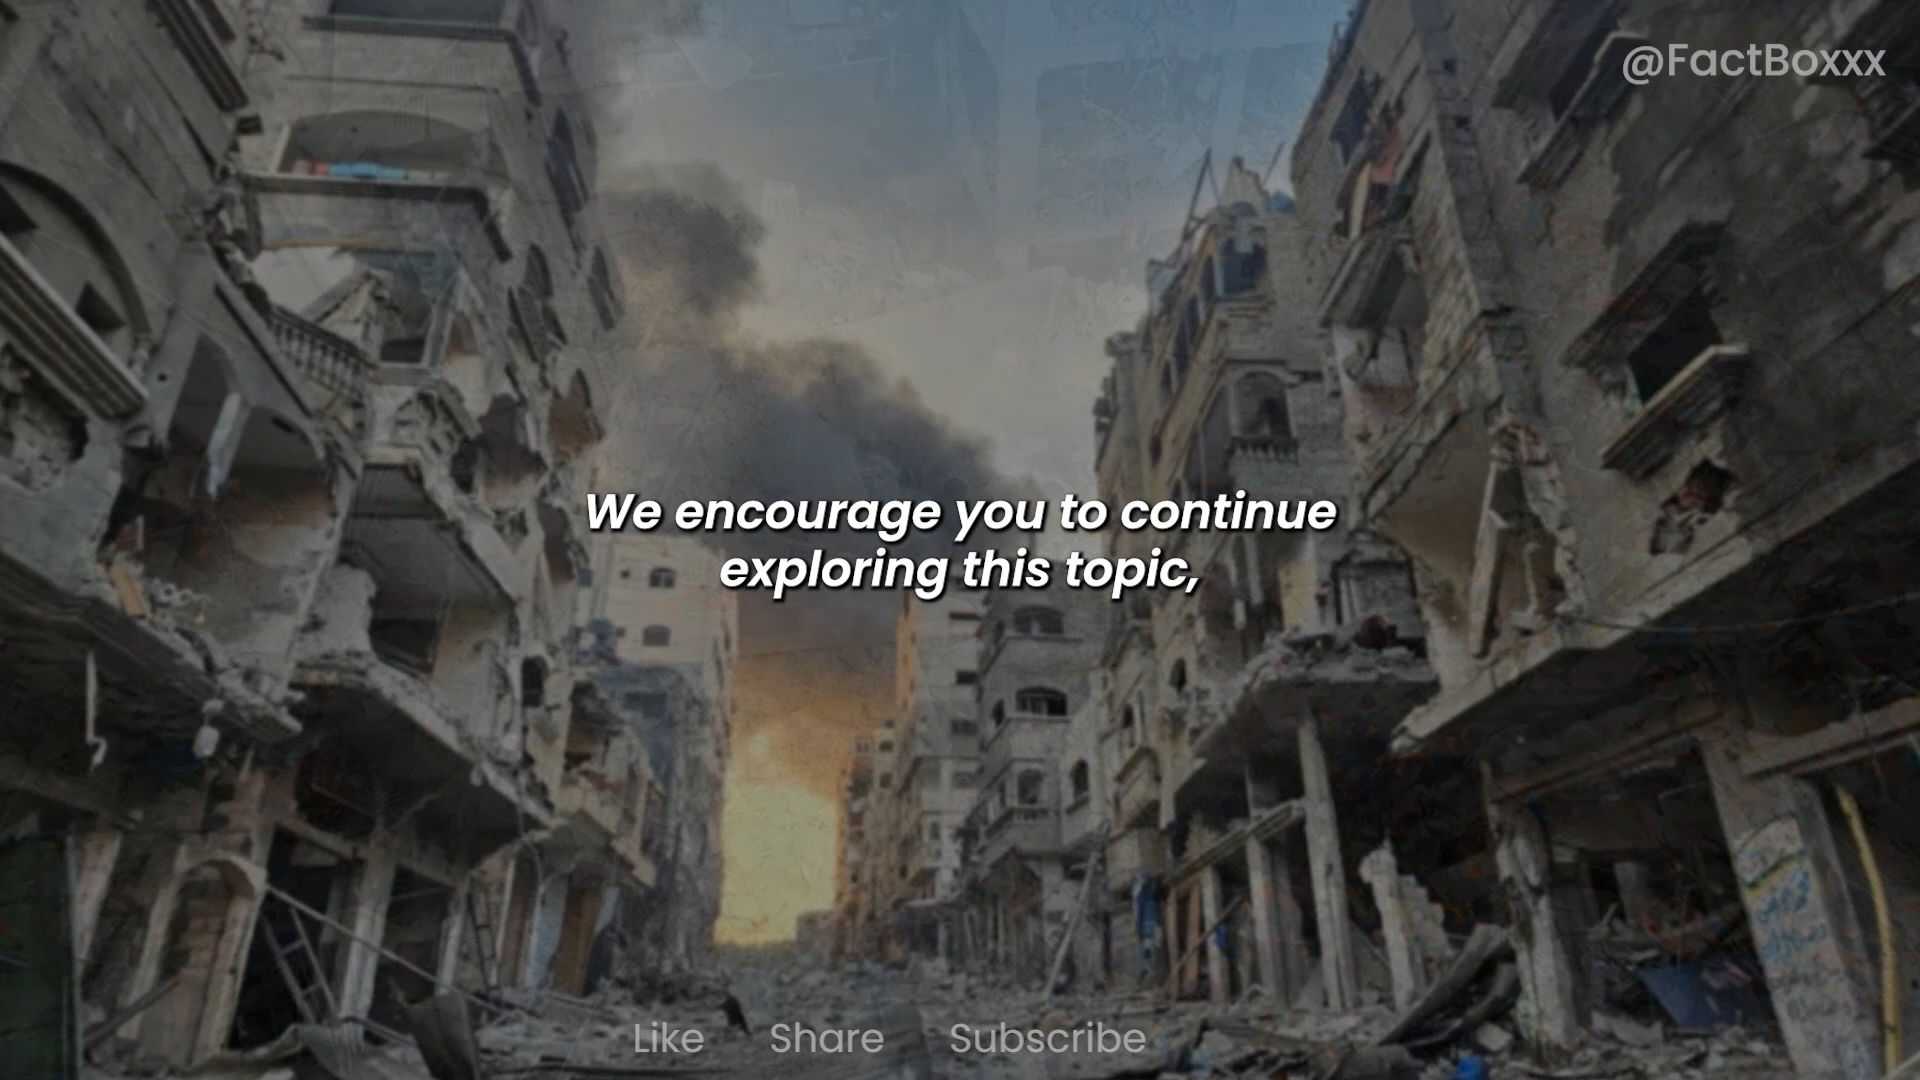 @FactBoxxx
We encourage you to continue
exploring this topic,
Like Share Subscribe